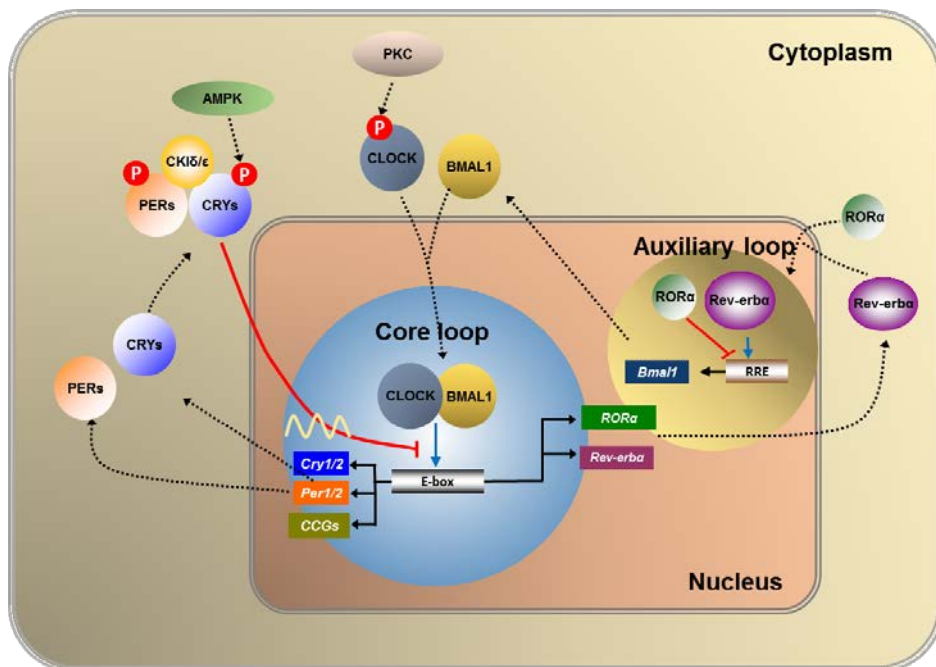 Cytoplasm
PKC
AMPK
P
CLOCK
BMAL1
CKIδ/ε
P
P
PERs
CRYs
RORα
Auxiliary loop
RORα
Rev-erbα
Rev-erbα
Core loop
CRYs
PERs
Bmal1
RRE
CLOCK
BMAL1
RORα
Rev-erbα
Cry1/2
E-box
Per1/2
CCGs
Nucleus